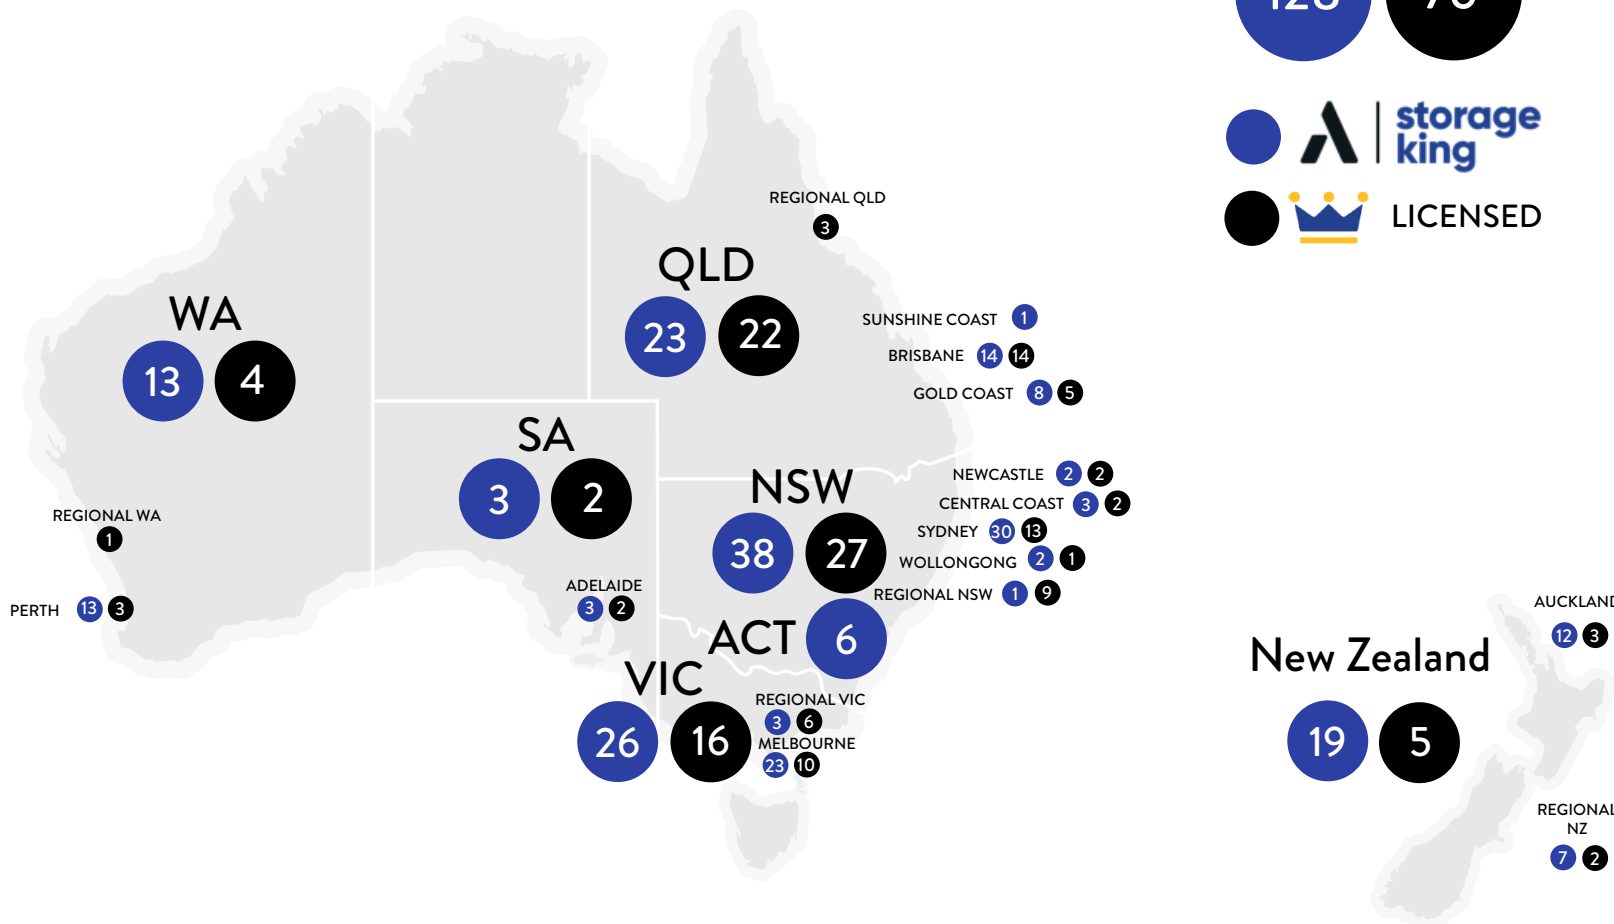 storage
king
LICENSED
REGIONAL QLD
3
QLD
23 22
SUNSHINE COAST 1
BRISBANE 14 14
GOLD COAST 8 5
WA
13 4
SA
3 2
NSW
38 27
NEWCASTLE 2 2
CENTRAL COAST 3 2
SYDNEY 30 13
WOLLONGONG 2 1
REGIONAL NSW 1 9
REGIONAL WA
1
PERTH 13 3
ADELAIDE
3 2
ACT 6
VIC
26 16
REGIONAL VIC
3 6
MELBOURNE
23 10
New Zealand
19 5
AUCKLAND
12 3
REGIONAL
NZ
7 2